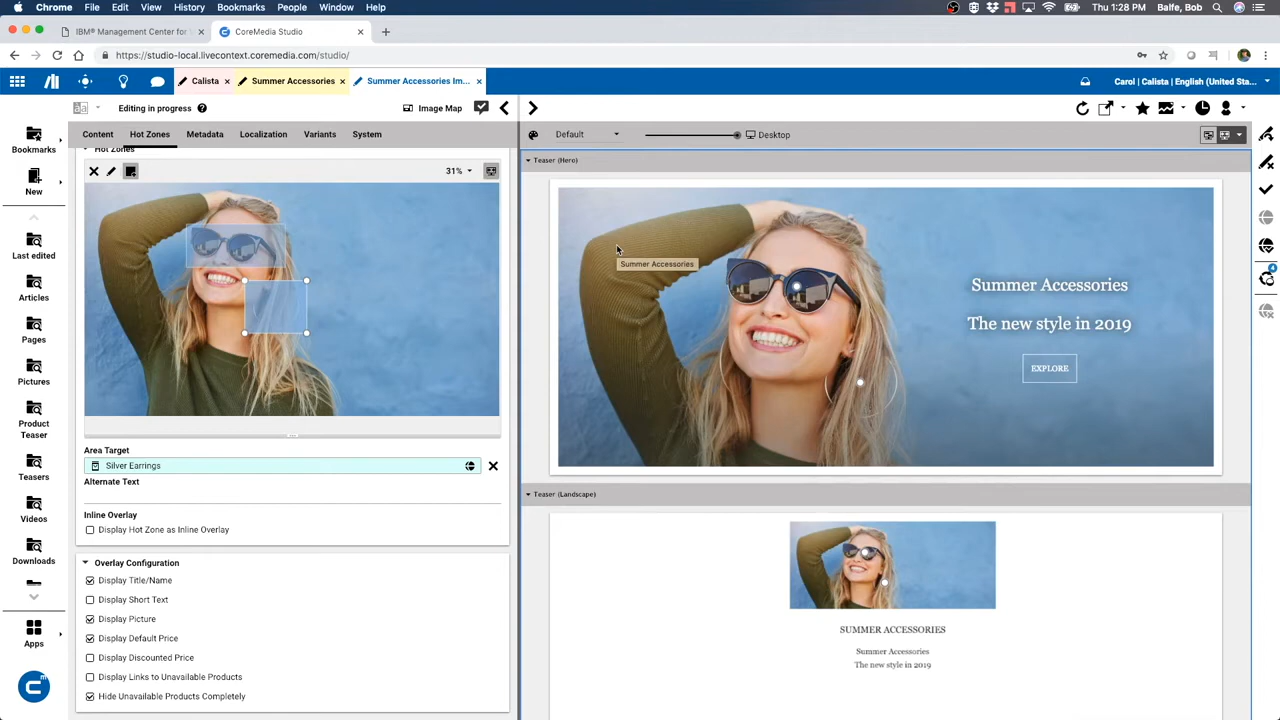 Chrome File Edit View History Bookmarks People Window Help Thu 1:28 PM Balfe, Bob
IBM® Management Center for CoreMedia Studio
https://studio-local.livecontext.coremedia.com/studio/
Calista Summer Accessories Summer Accessories Im... Carol | Calista | English (United Sta...
Editing in progress Image Map
Content Hot Zones Metadata Localization Variants System
Default Desktop
Bookmarks
New
Last edited
Articles
Pages
Pictures
Product
Teaser
Teasers
Videos
Downloads
Apps
Hot Zones
31%
Area Target
Silver Earrings
Alternate Text
Inline Overlay
Display Hot Zone as Inline Overlay
Overlay Configuration
Display Title/Name
Display Short Text
Display Picture
Display Default Price
Display Discounted Price
Display Links to Unavailable Products
Hide Unavailable Products Completely
Teaser (Hero)
Summer Accessories
Summer Accessories
The new style in 2019
EXPLORE
Teaser (Landscape)
SUMMER ACCESSORIES
Summer Accessories
The new style in 2019
4